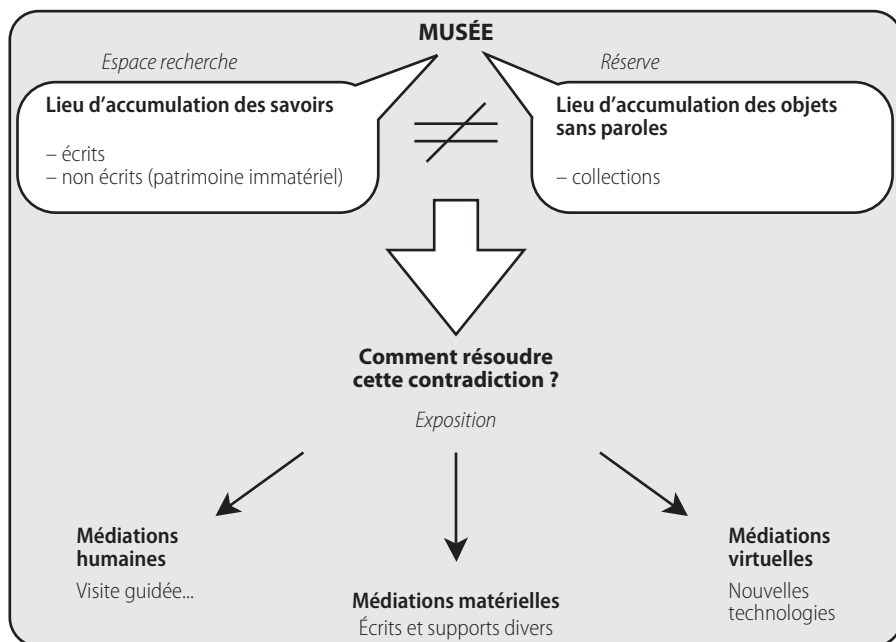 MUSÉE
Espace recherche
Réserve
Lieu d'accumulation des savoirs
– écrits
– non écrits (patrimoine immatériel)
Lieu d'accumulation des objets
sans paroles
– collections
Comment résoudre
cette contradiction ?
Exposition
Médiations
humaines
Visite guidée...
Médiations matérielles
Écrits et supports divers
Médiations
virtuelles
Nouvelles
technologies